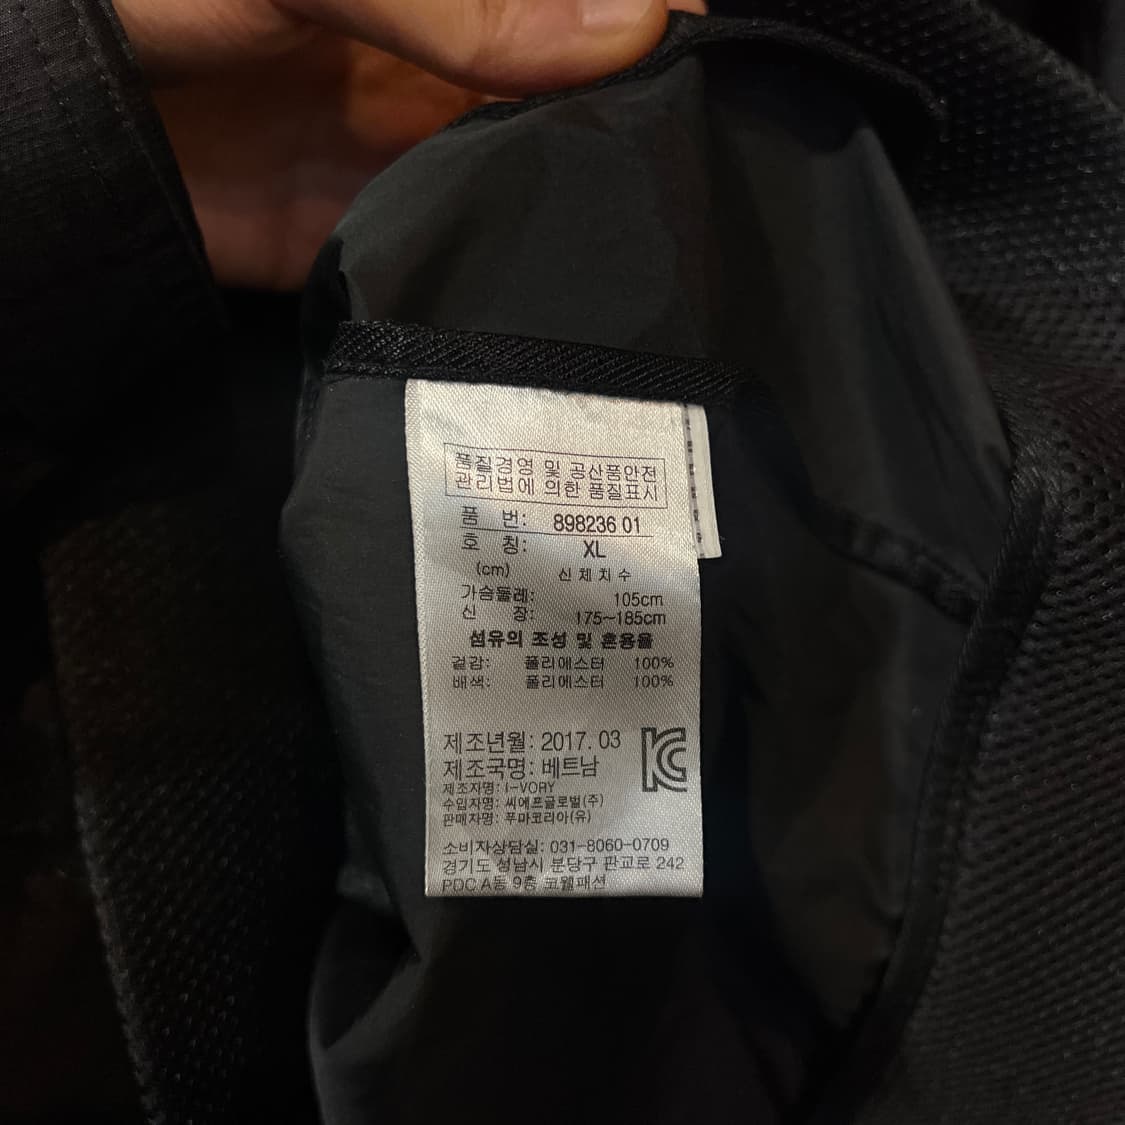 품질경영 및 공산품안전
관리법에 의한 품질표시
품 번: 898236 01
호 칭: XL
(cm) 신체치수
가슴둘레: 105cm
신 장: 175~185cm
섬유의 조성 및 혼용율
겉감: 폴리에스터 100%
배색: 폴리에스터 100%
제조년월: 2017. 03
제조국명: 베트남
제조자명: I-VORY
수입자명: 씨에프글로벌(주)
판매자명: 푸마코리아(유)
소비자상담실: 031-8060-0709
경기도 성남시 분당구 판교로 242
PDC A동 9층 코웰패션
KC